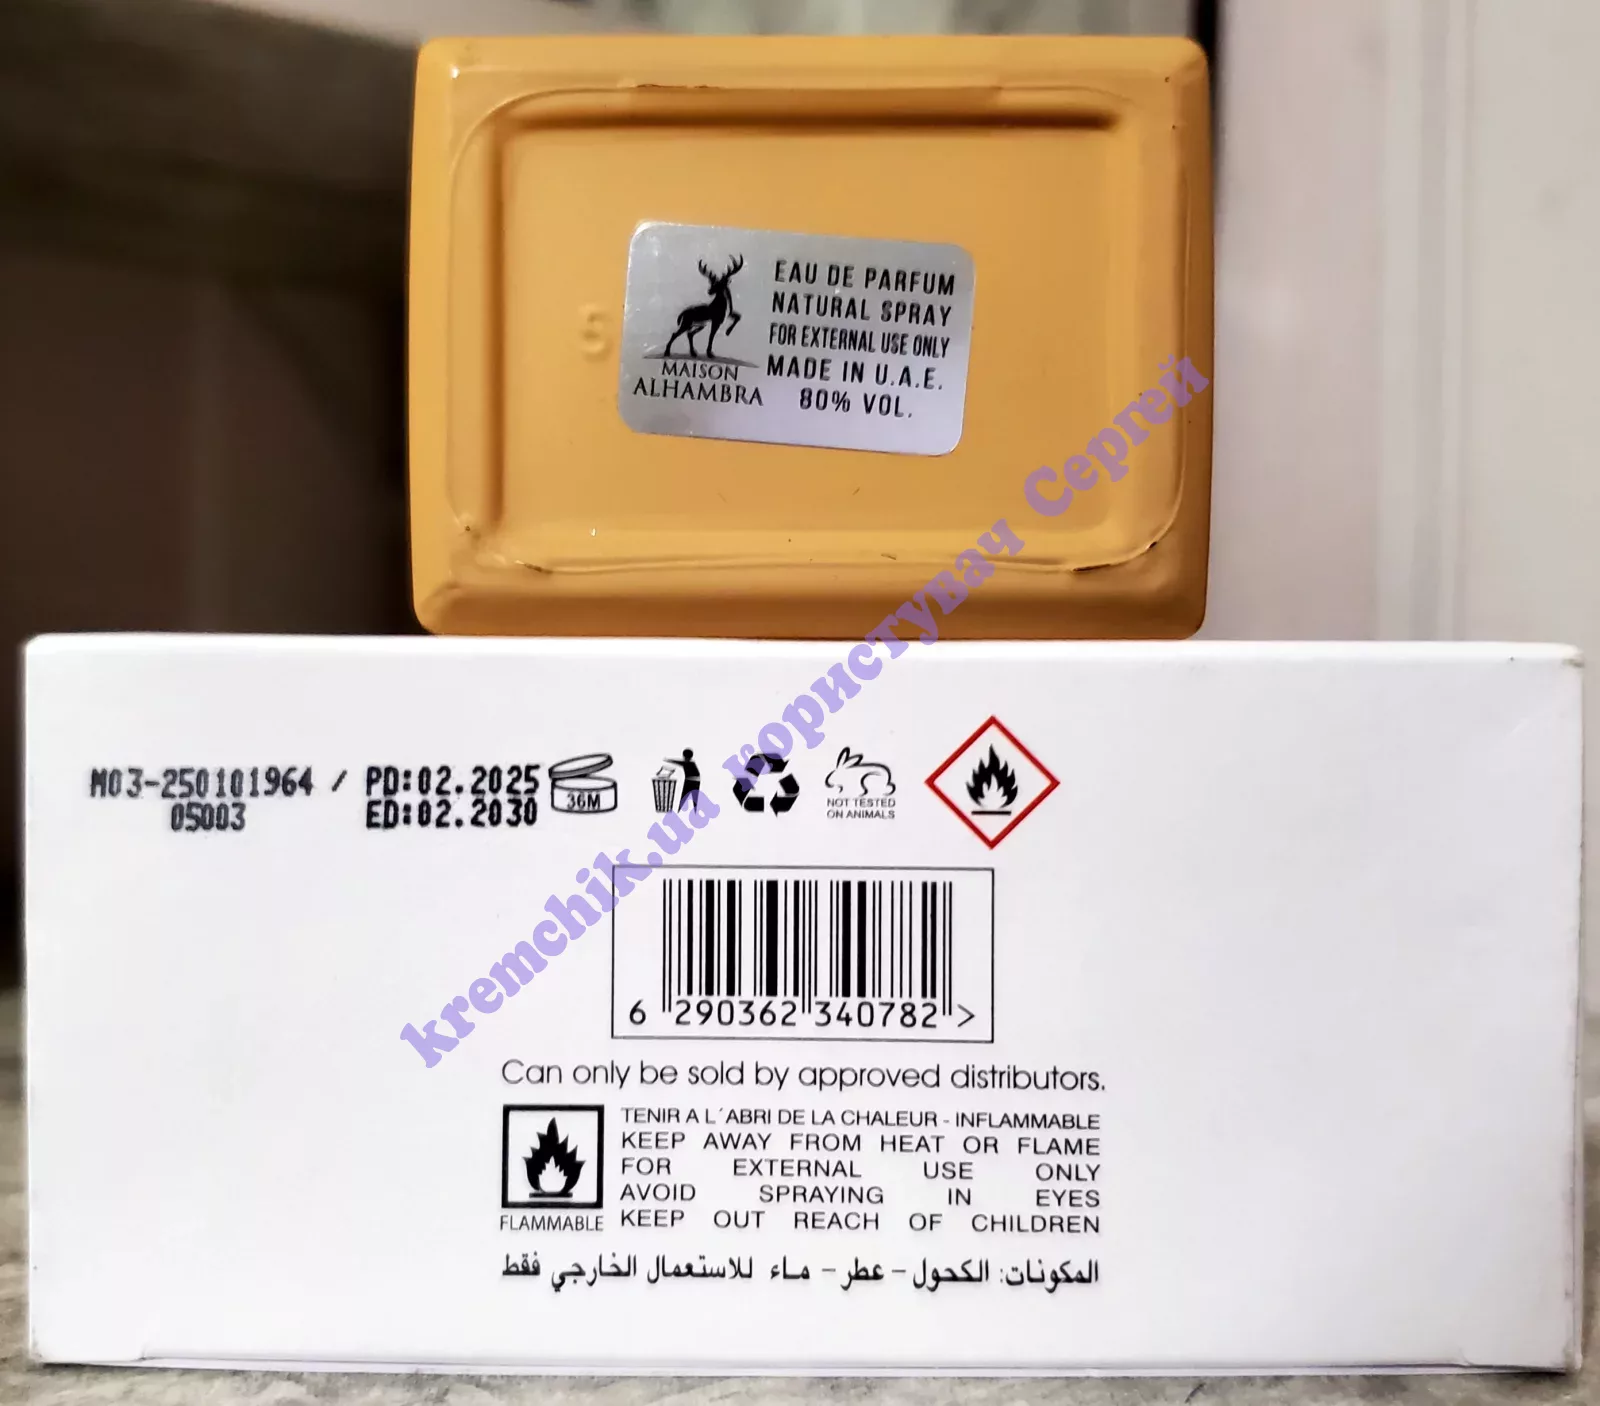 S
MAISON
ALHAMBRA
EAU DE PARFUM
NATURAL SPRAY
FOR EXTERNAL USE ONLY
MADE IN U.A.E.
80% VOL.
kremchik.ua користувач Сергей
M03-250101964 / PD:02.2025
05003 ED:02.2030
36M
NOT TESTED
ON ANIMALS
6 290362 340782 >
Can only be sold by approved distributors.
FLAMMABLE
TENIR A L´ABRI DE LA CHALEUR - INFLAMMABLE
KEEP AWAY FROM HEAT OR FLAME
FOR EXTERNAL USE ONLY
AVOID SPRAYING IN EYES
KEEP OUT REACH OF CHILDREN
المكونات: الكحول - عطر - ماء للاستعمال الخارجي فقط